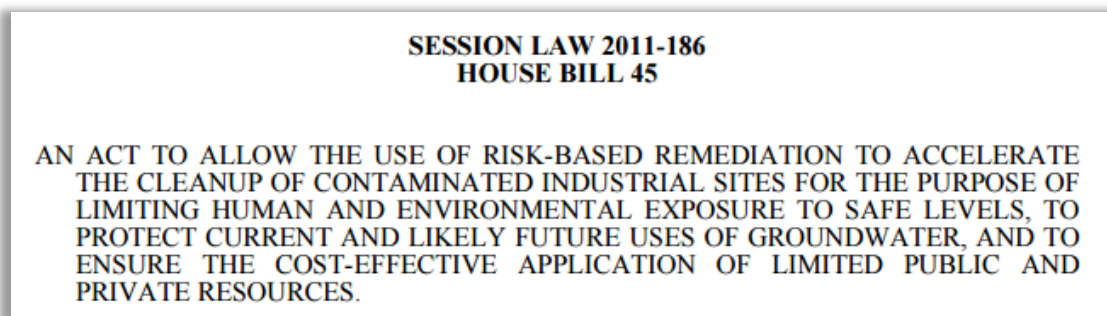 SESSION LAW 2011-186
HOUSE BILL 45
AN ACT TO ALLOW THE USE OF RISK-BASED REMEDIATION TO ACCELERATE
THE CLEANUP OF CONTAMINATED INDUSTRIAL SITES FOR THE PURPOSE OF
LIMITING HUMAN AND ENVIRONMENTAL EXPOSURE TO SAFE LEVELS, TO
PROTECT CURRENT AND LIKELY FUTURE USES OF GROUNDWATER, AND TO
ENSURE THE COST-EFFECTIVE APPLICATION OF LIMITED PUBLIC AND
PRIVATE RESOURCES.